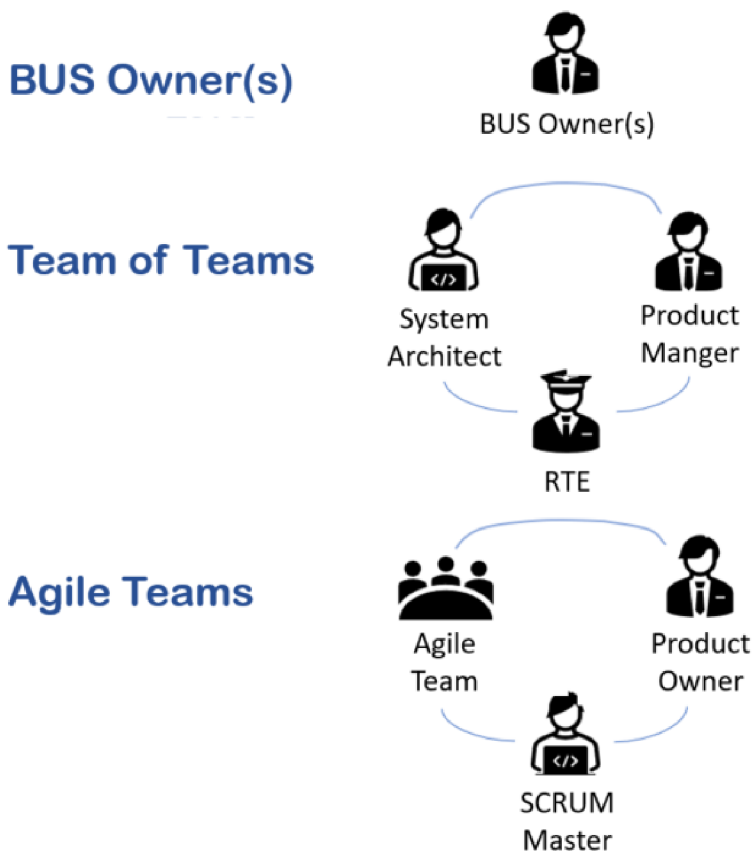 BUS Owner(s)
BUS Owner(s)
Team of Teams
System
Architect
Product
Manger
</>
RTE
Agile Teams
Agile
Team
Product
Owner
</>
SCRUM
Master